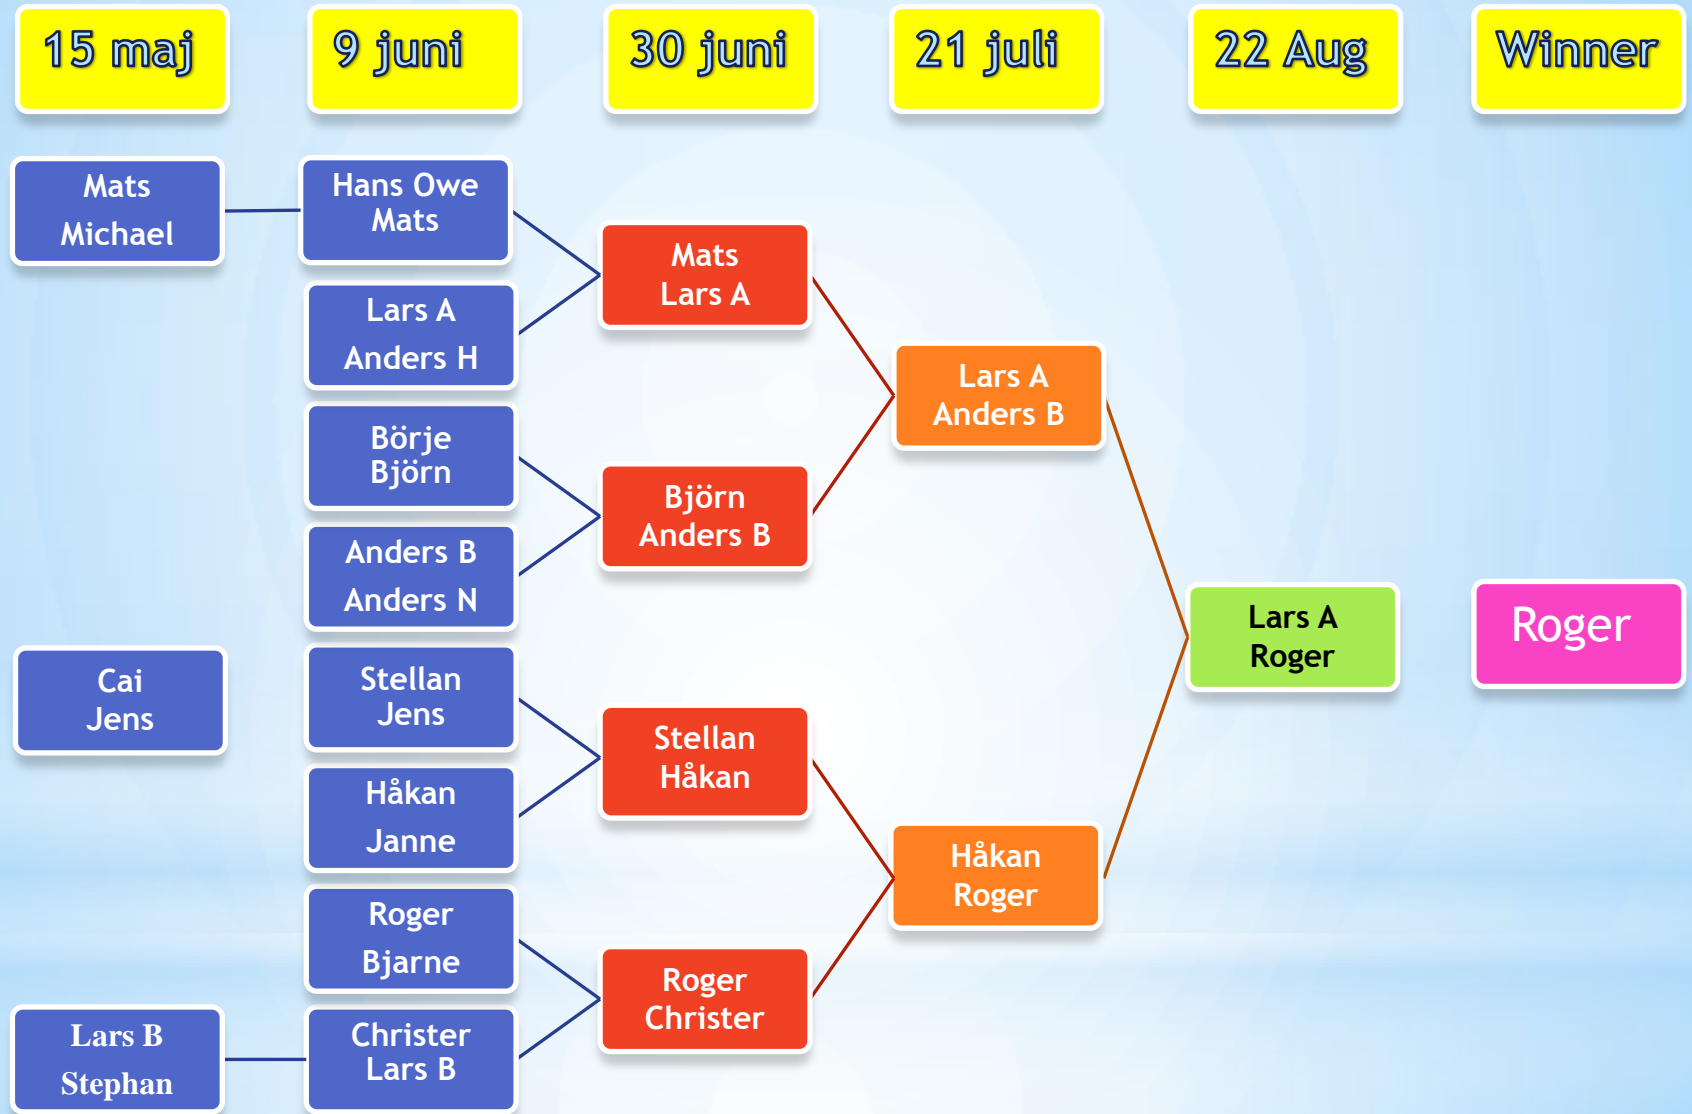 15 maj
9 juni
30 juni
21 juli
22 Aug
Winner
Mats
Michael
Cai
Jens
Lars B
Stephan
Hans Owe
Mats
Lars A
Anders H
Börje
Björn
Anders B
Anders N
Stellan
Jens
Håkan
Janne
Roger
Bjarne
Christer
Lars B
Mats
Lars A
Björn
Anders B
Stellan
Håkan
Roger
Christer
Lars A
Anders B
Håkan
Roger
Lars A
Roger
Roger